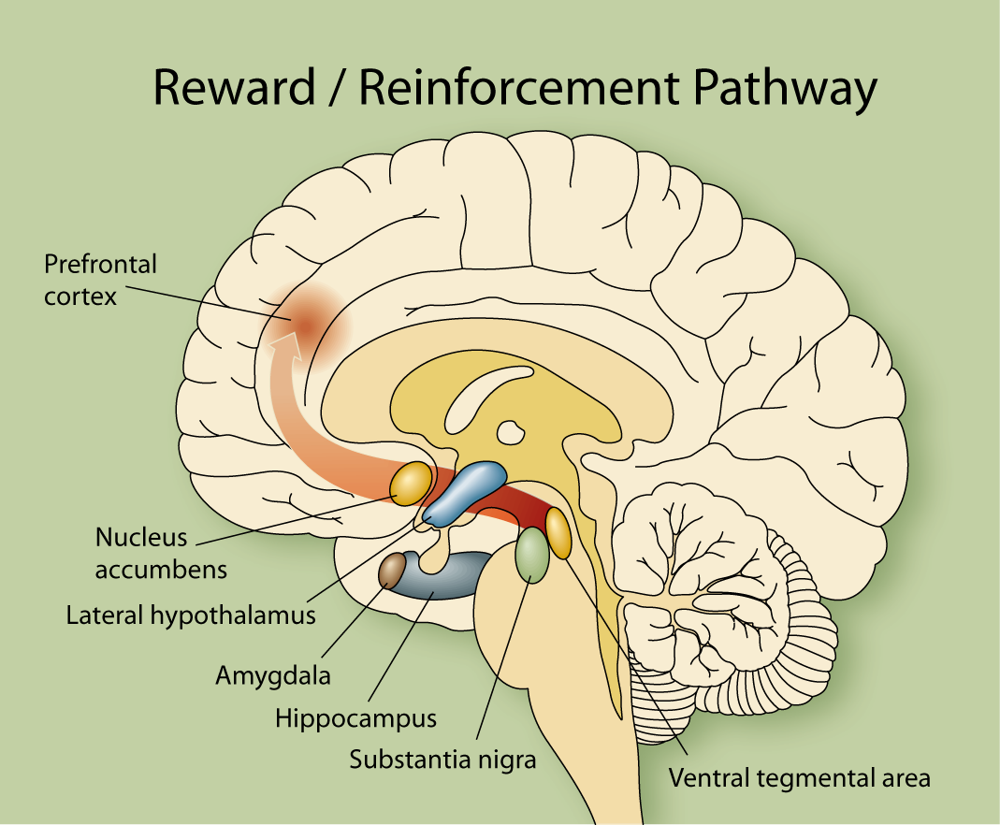 Reward / Reinforcement Pathway
Prefrontal
cortex
Nucleus
accumbens
Lateral hypothalamus
Amygdala
Hippocampus
Substantia nigra
Ventral tegmental area